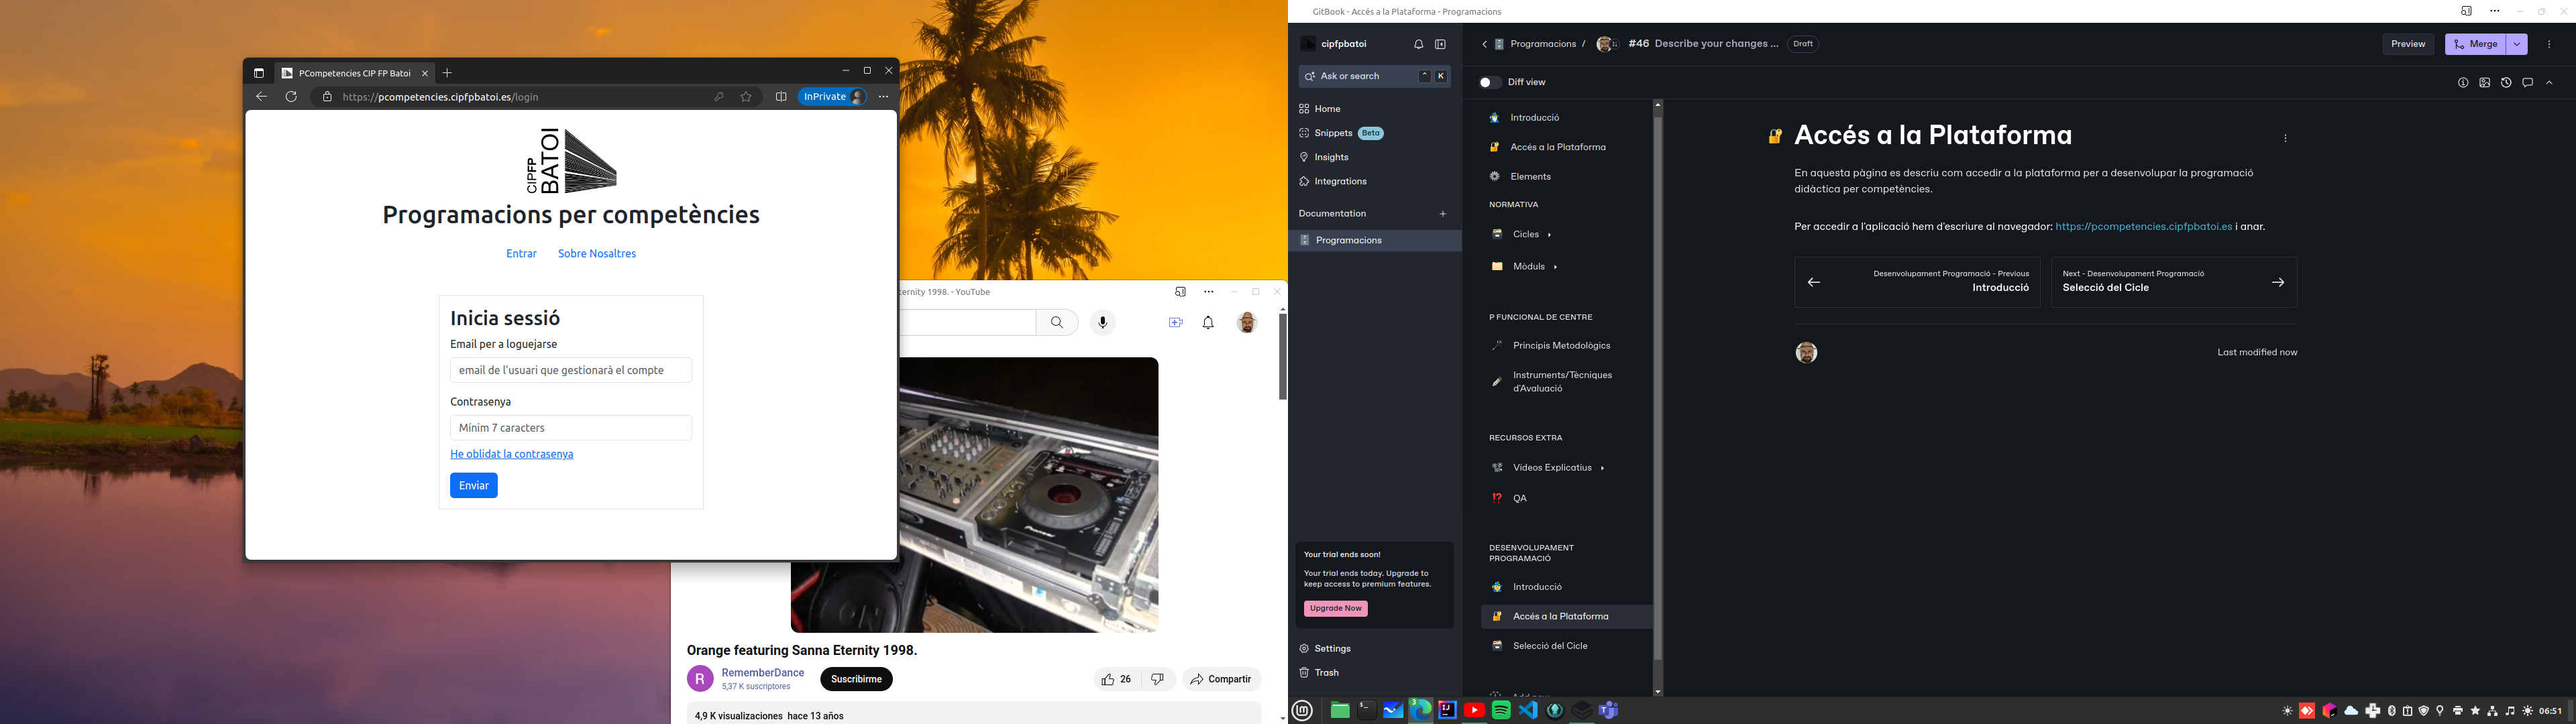 PCompetencies CIP FP Batoi
https://pcompetencies.cipfpbatoi.es/login
InPrivate
CIPFP
BATOI
Programacions per competències
Entrar
Sobre Nosaltres
Inicia sessió
Email per a loguejarse
email de l'usuari que gestionarà el compte
Contrasenya
Mínim 7 caracters
He oblidat la contrasenya
Enviar
ternity 1998. - YouTube
Orange featuring Sanna Eternity 1998.
R
RememberDance
5,37 K suscriptores
Suscribirme
26
Compartir
4,9 K visualizaciones hace 13 años
GitBook - Accés a la Plataforma - Programacions
cipfpbatoi
Ask or search
^ K
Home
Snippets Beta
Insights
Integrations
Documentation
Programacions
Your trial ends soon!
Your trial ends today. Upgrade to
keep access to premium features.
Upgrade Now
Settings
Trash
Programacions / #46 Describe your changes ... Draft
Preview
Merge
Diff view
Introducció
Accés a la Plataforma
Elements
NORMATIVA
Cicles
Mòduls
P FUNCIONAL DE CENTRE
Principis Metodològics
Instruments/Tècniques
d'Avaluació
RECURSOS EXTRA
Vídeos Explicatius
QA
DESENVOLUPAMENT
PROGRAMACIÓ
Introducció
Accés a la Plataforma
Selecció del Cicle
Accés a la Plataforma
En aquesta pàgina es descriu com accedir a la plataforma per a desenvolupar la programació
didàctica per competències.
Per accedir a l'aplicació hem d'escriure al navegador: https://pcompetencies.cipfpbatoi.es i anar.
Desenvolupament Programació - Previous
Introducció
Next - Desenvolupament Programació
Selecció del Cicle
Last modified now
06:51